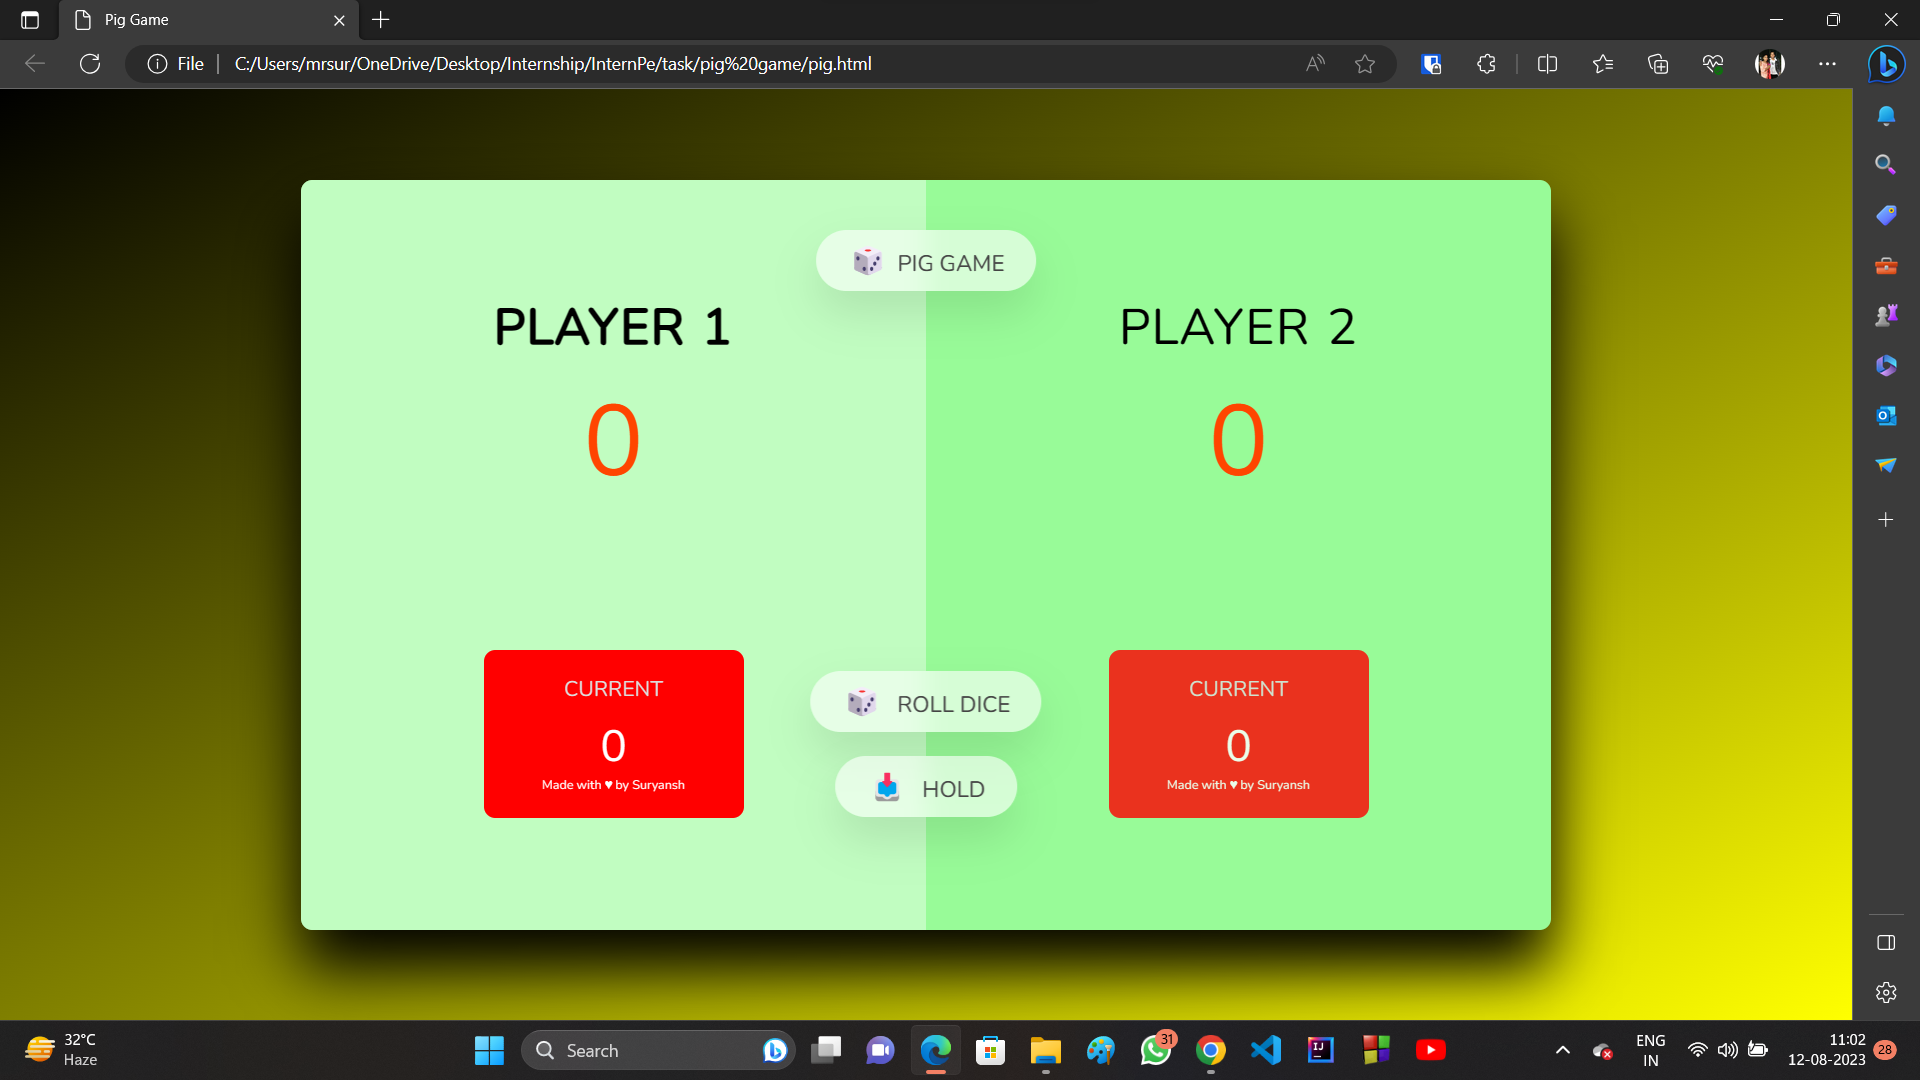 Pig Game
File
C:/Users/mrsur/OneDrive/Desktop/Internship/InternPe/task/pig%20game/pig.html
PIG GAME
PLAYER 1
PLAYER 2
0
0
CURRENT
0
Made with ♥ by Suryansh
ROLL DICE
HOLD
CURRENT
0
Made with ♥ by Suryansh
32°C
Haze
Search
31
ENG
IN
11:02
12-08-2023
28